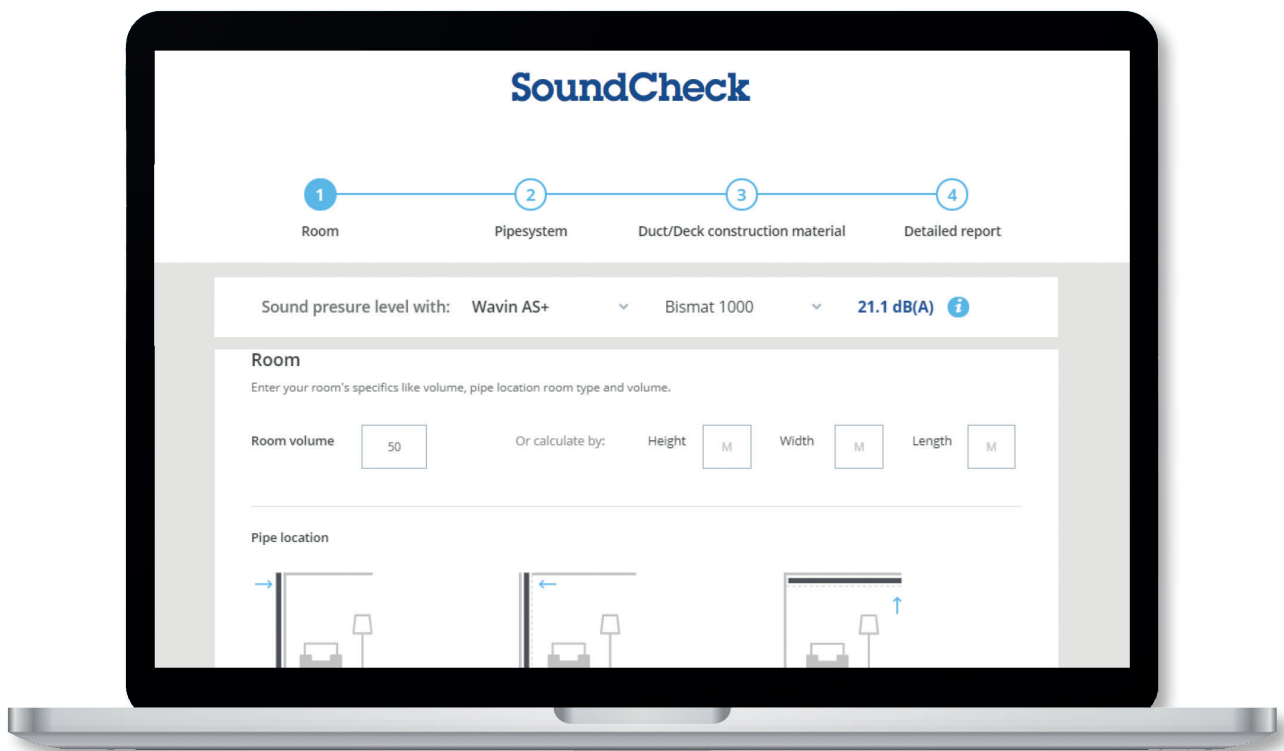 SoundCheck
1 2 3 4
Room Pipesystem Duct/Deck construction material Detailed report
Sound presure level with: Wavin AS+ Bismat 1000 21.1 dB(A) i
Room
Enter your room's specifics like volume, pipe location room type and volume.
Room volume 50 Or calculate by: Height M Width M Length M
Pipe location